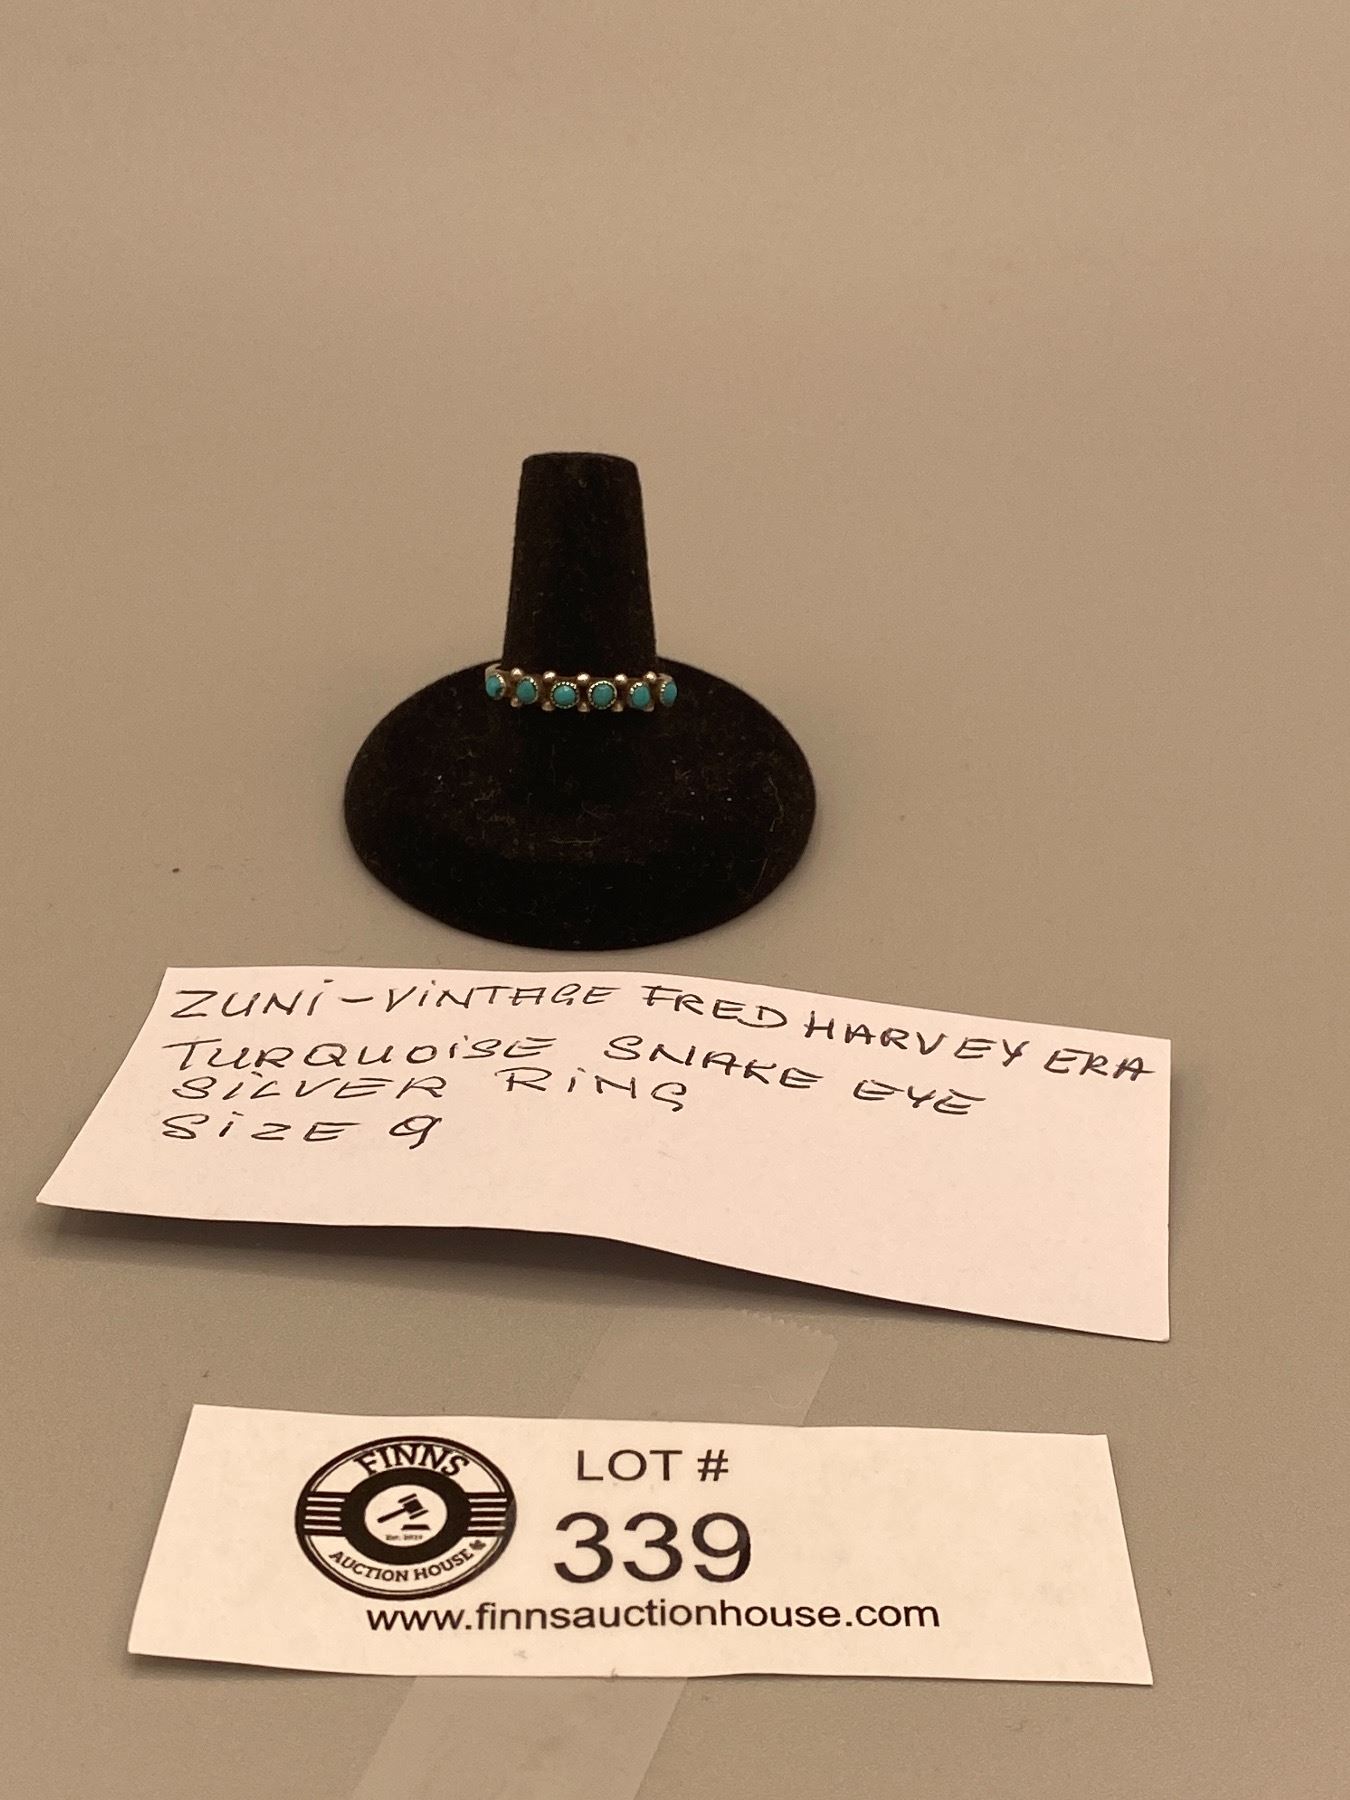 ZUNI-VINTAGE FRED HARVEY ERA
TURQUOISE SNAKE EYE
SILVER RING
SIZE 9
FINNS
AUCTION HOUSE
LOT #
339
www.finnsauctionhouse.com